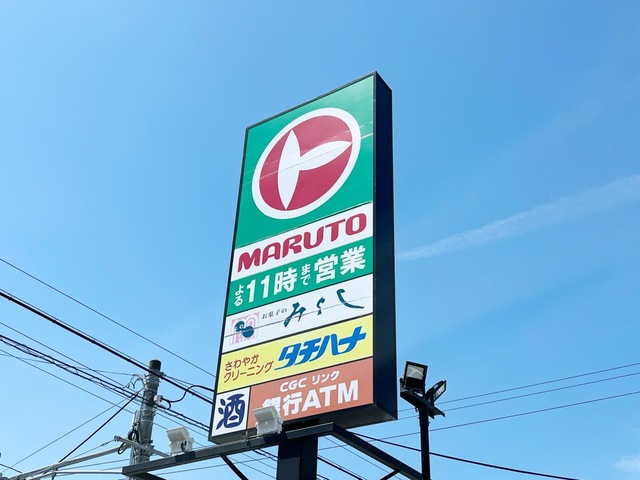 MARUTO
よる11時まで営業
お菓子の
みよし
さわやか
クリーニング
タチハナ
CGC リンク
酒
銀行ATM